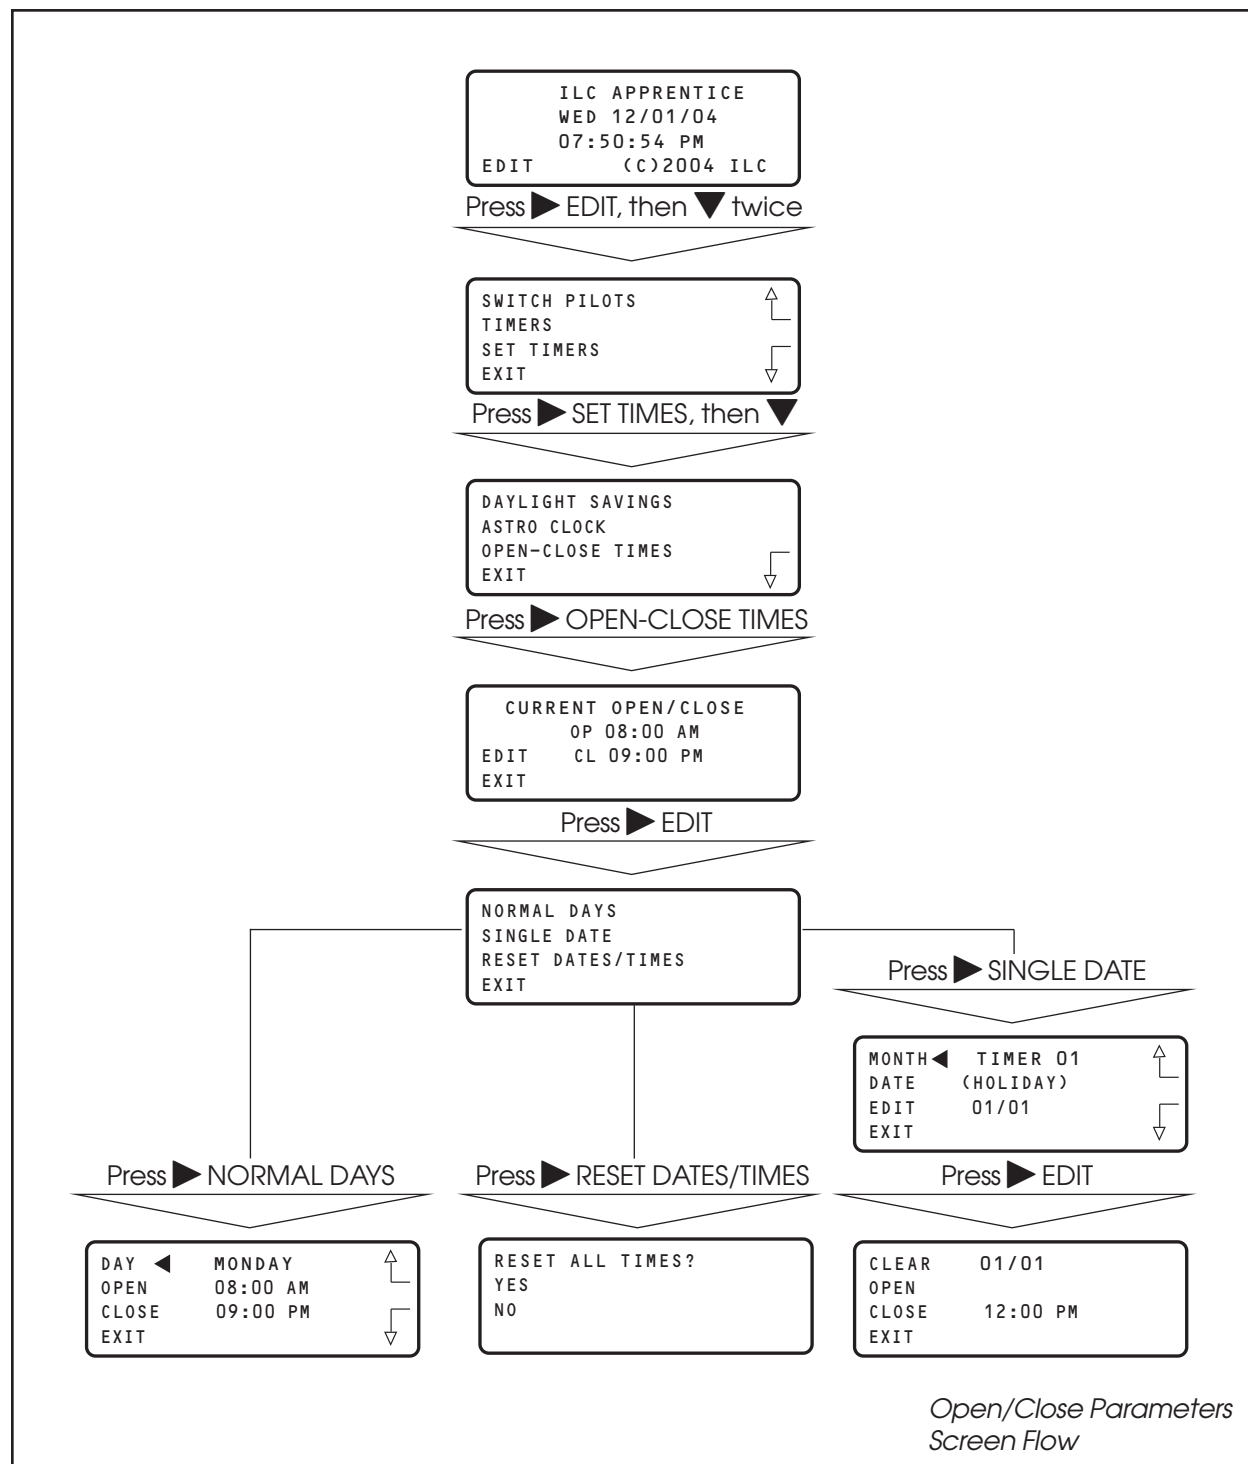 ILC APPRENTICE
WED 12/01/04
07:50:54 PM
EDIT (C)2004 ILC
Press ▶ EDIT, then ▼ twice
SWITCH PILOTS
TIMERS
SET TIMERS
EXIT
Press ▶ SET TIMES, then ▼
DAYLIGHT SAVINGS
ASTRO CLOCK
OPEN-CLOSE TIMES
EXIT
Press ▶ OPEN-CLOSE TIMES
CURRENT OPEN/CLOSE
OP 08:00 AM
EDIT CL 09:00 PM
EXIT
Press ▶ EDIT
NORMAL DAYS
SINGLE DATE
RESET DATES/TIMES
EXIT
Press ▶ SINGLE DATE
MONTH◀ TIMER 01
DATE (HOLIDAY)
EDIT 01/01
EXIT
Press ▶ NORMAL DAYS
Press ▶ RESET DATES/TIMES
Press ▶ EDIT
DAY ◀ MONDAY
OPEN 08:00 AM
CLOSE 09:00 PM
EXIT
RESET ALL TIMES?
YES
NO
CLEAR 01/01
OPEN
CLOSE 12:00 PM
EXIT
Open/Close Parameters
Screen Flow